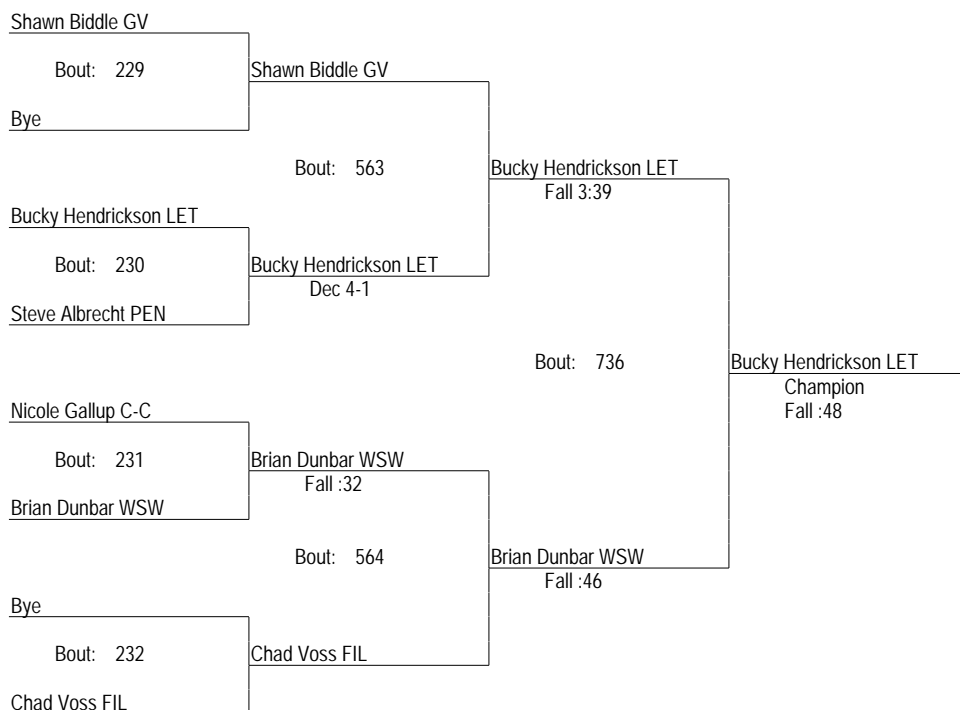 Shawn Biddle GV
Bout: 229
Shawn Biddle GV
Bye
Bout: 563
Bucky Hendrickson LET
Fall 3:39
Bucky Hendrickson LET
Bout: 230
Bucky Hendrickson LET
Dec 4-1
Steve Albrecht PEN
Bout: 736
Bucky Hendrickson LET
Champion
Fall :48
Nicole Gallup C-C
Bout: 231
Brian Dunbar WSW
Fall :32
Brian Dunbar WSW
Bout: 564
Brian Dunbar WSW
Fall :46
Bye
Bout: 232
Chad Voss FIL
Chad Voss FIL